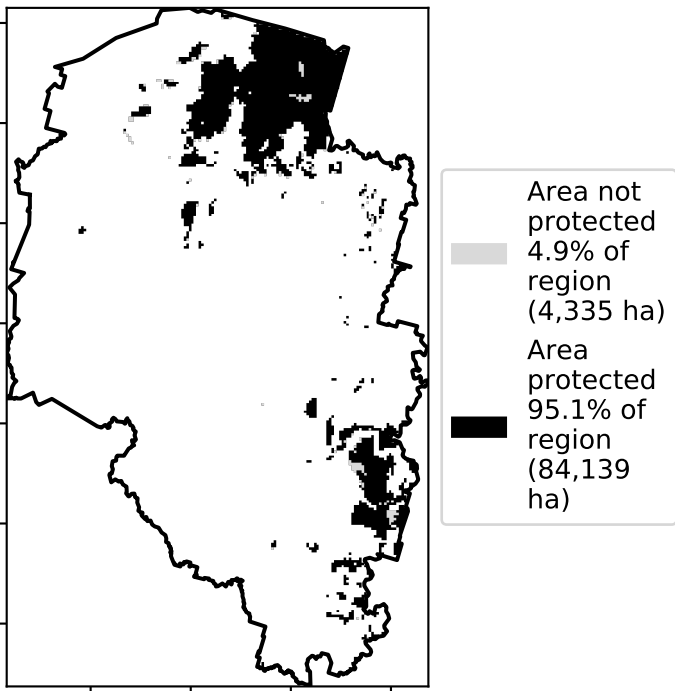 Area not
protected
4.9% of
region
(4,335 ha)
Area
protected
95.1% of
region
(84,139
ha)